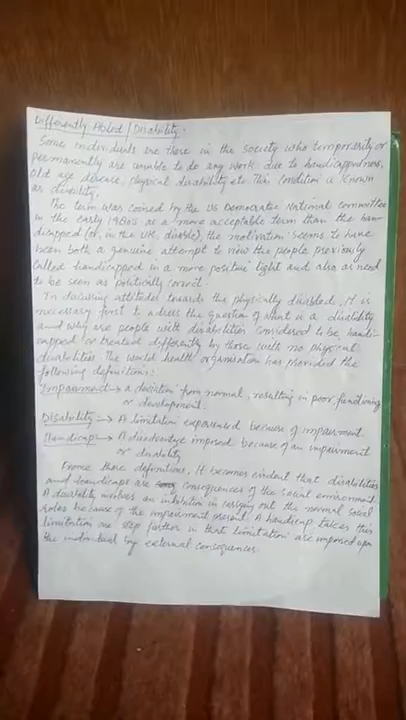 Differently Abled / Disability:
Some individuals are there in the society who temporarily or
permanently are unable to do any work due to handicappedness,
Old age desease, physical disability etc. This condition is known
as disability.
The term was coined by the US Democratic National committee
in the early 1980s as a more acceptable term than the han-
dicapped (or, in the UK, disable), the motivation seems to have
been both a genuine attempt to view the people previously
called handicapped in a more positive light and also as need
to be seen as politically correct.
In discussing attitudes towards the physically disabled, it is
necessary first to adress the question of what is a disability
and why are people with disabilities considered to be handi-
capped or treated differently by those with no physical
disabilities. The world health organisation has provided the
following definitions:
Impairment → a deviation from normal, resulting in poor functioning
or development.
Disability → A limitation experienced because of impairment.
Handicap → A disadvantage imposed because of an impairment
or disability
From these definitions, It becomes evident that disabilities
and handicaps are consequences of the social environment.
A disability involves an inhibition in carrying out the normal social
roles because of the impairment present. A handicap takes this
limitation one step further in that limitation are imposed upon
the individual by external consequences.